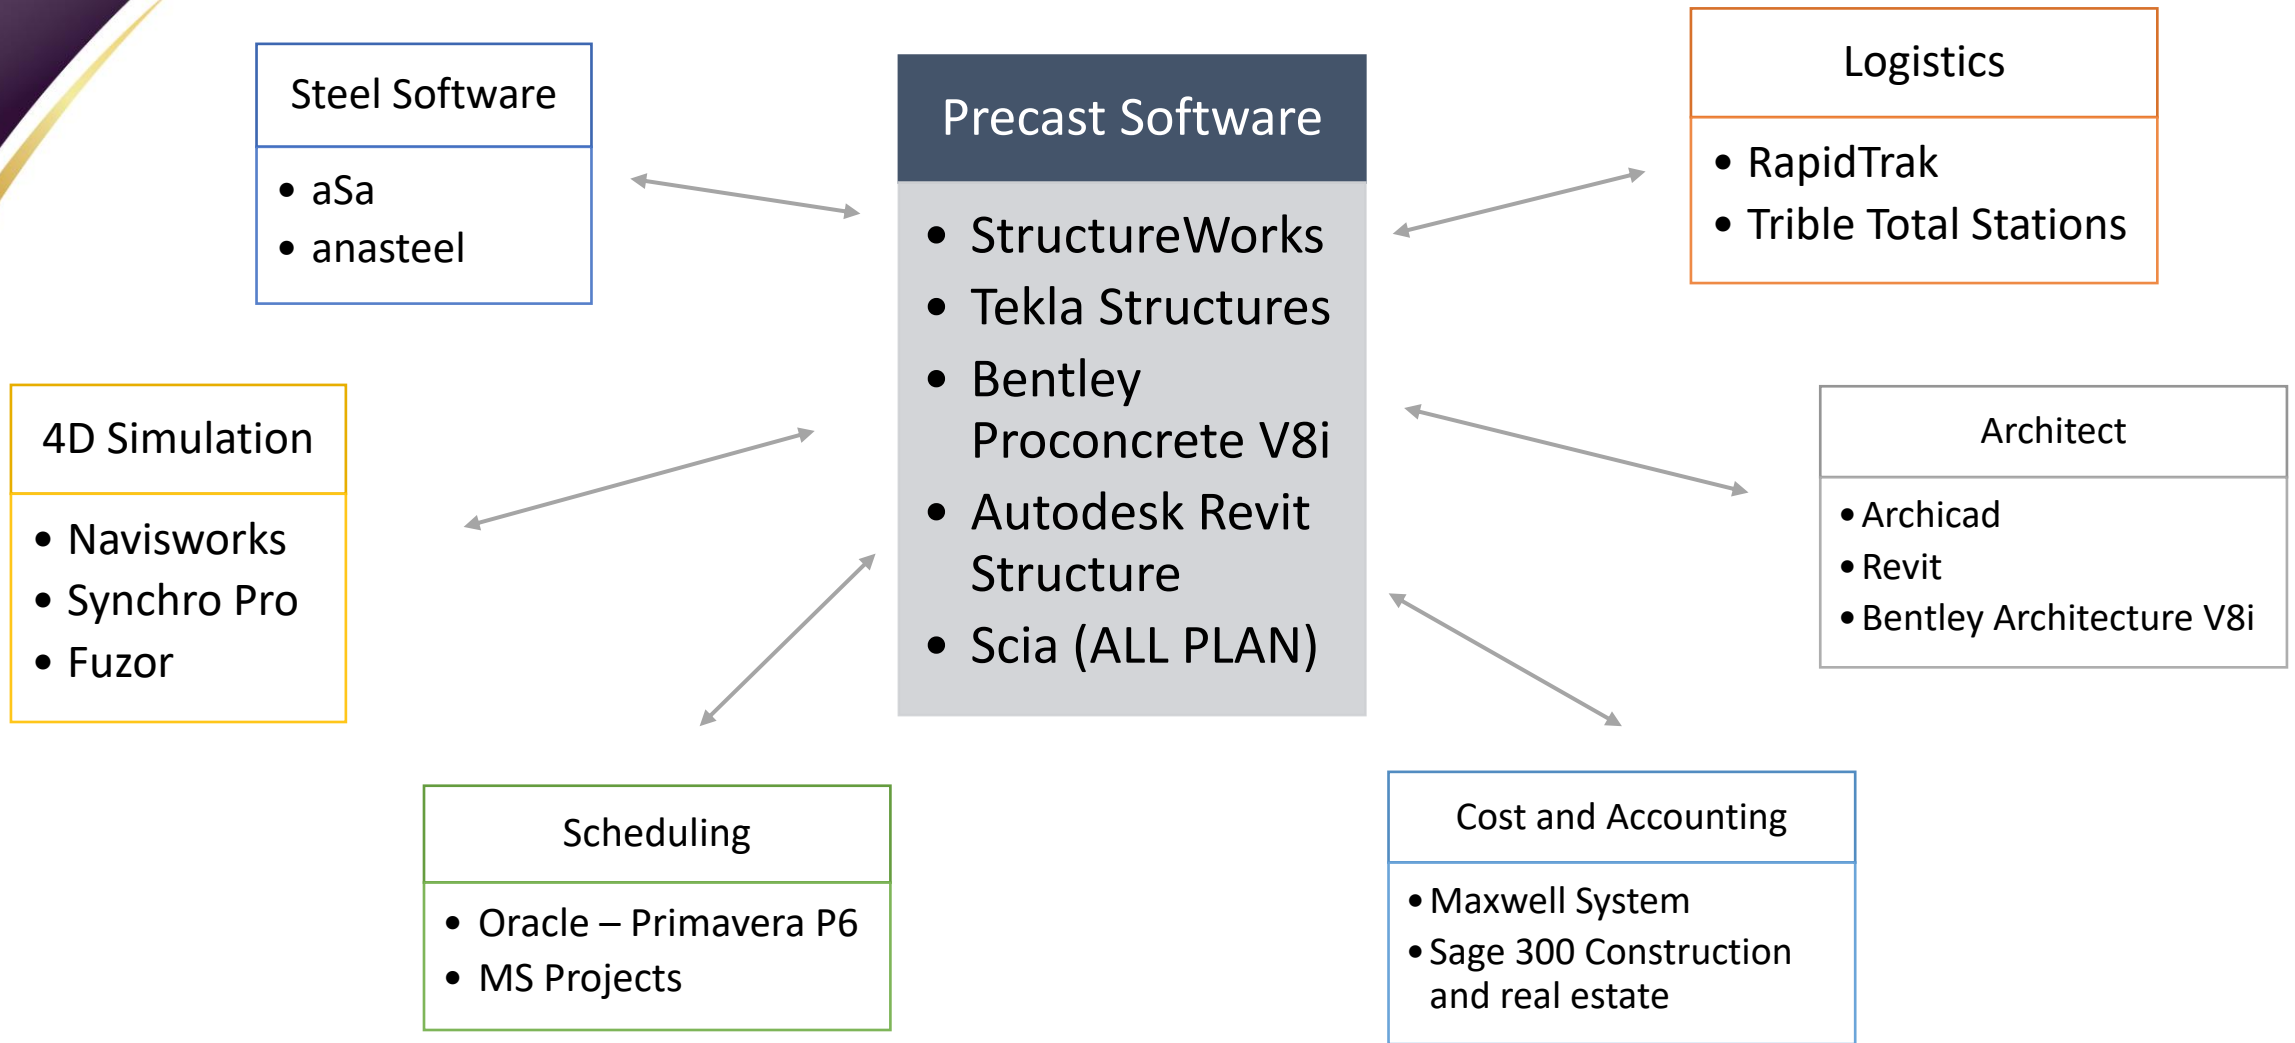 Steel Software
• aSa
• anasteel
Precast Software
• StructureWorks
• Tekla Structures
• Bentley
Proconcrete V8i
• Autodesk Revit
Structure
• Scia (ALL PLAN)
Logistics
• RapidTrak
• Trible Total Stations
4D Simulation
• Navisworks
• Synchro Pro
• Fuzor
Architect
• Archicad
• Revit
• Bentley Architecture V8i
Scheduling
• Oracle – Primavera P6
• MS Projects
Cost and Accounting
• Maxwell System
• Sage 300 Construction
and real estate